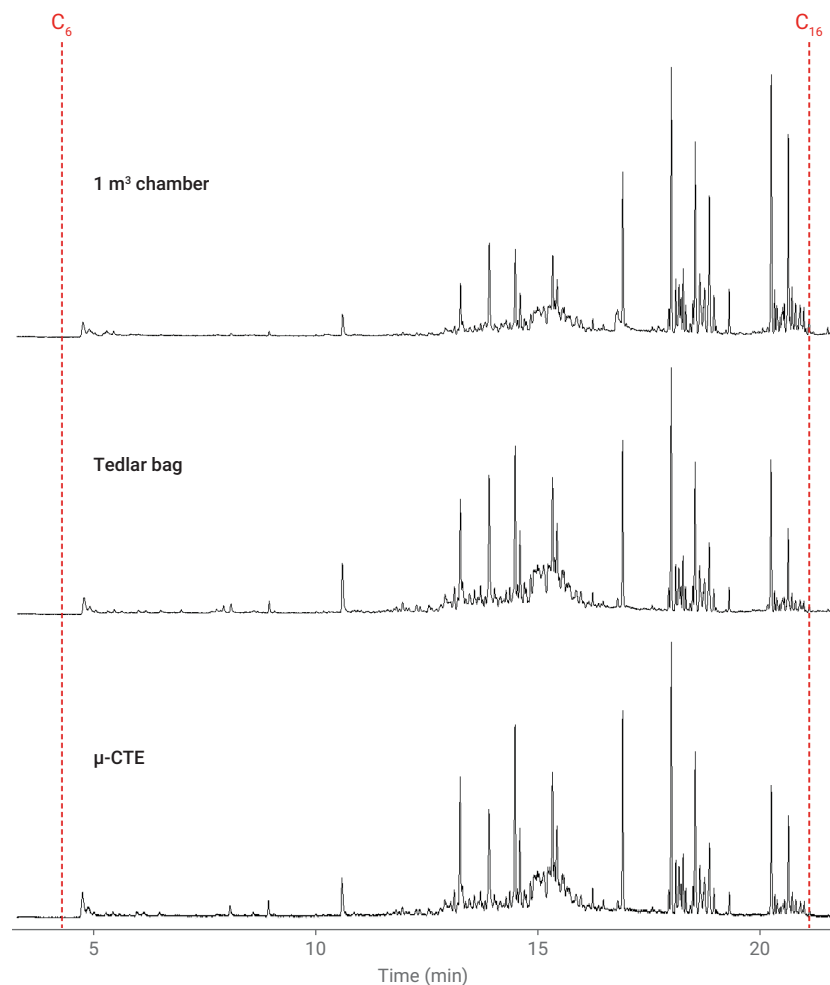 C₆ C₁₆
1 m³ chamber
Tedlar bag
μ-CTE
5 10 15 20
Time (min)